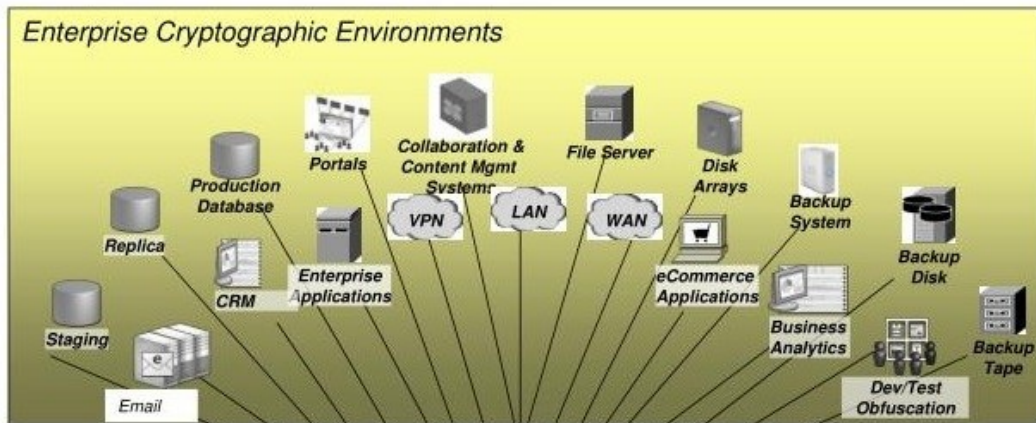 Enterprise Cryptographic Environments
Portals
Collaboration &
Content Mgmt
Systems
File Server
Disk
Arrays
Production
Database
Backup
System
Replica
VPN
LAN
WAN
CRM
Enterprise
Applications
eCommerce
Applications
Backup
Disk
Staging
Business
Analytics
Backup
Tape
Email
Dev/Test
Obfuscation